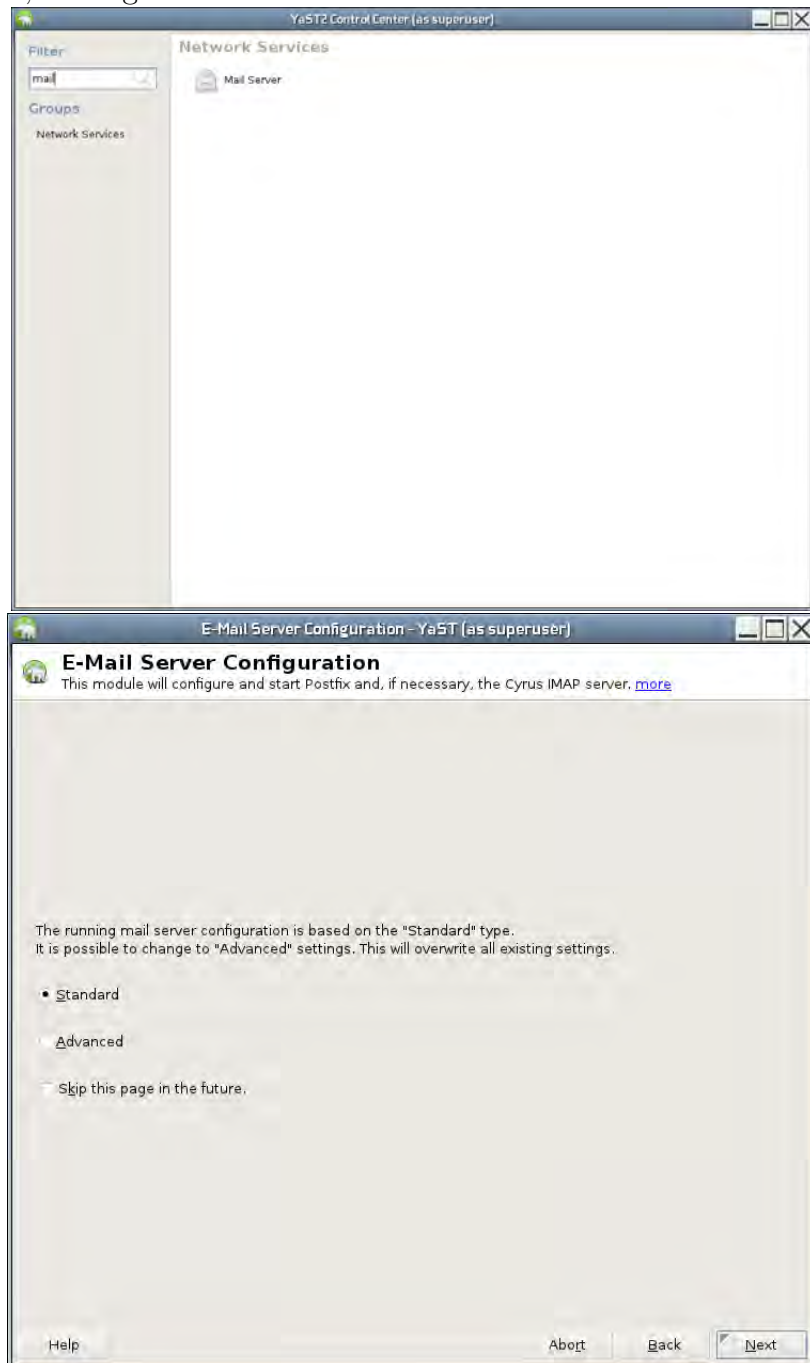 YaST2 Control Center (as superuser)
Filter
Network Services
mail
Mail Server
Groups
Network Services
E-Mail Server Configuration - YaST (as superuser)
E-Mail Server Configuration
This module will configure and start Postfix and, if necessary, the Cyrus IMAP server. more
The running mail server configuration is based on the "Standard" type.
It is possible to change to "Advanced" settings. This will overwrite all existing settings.
Standard
Advanced
Skip this page in the future.
Help Abort Back Next